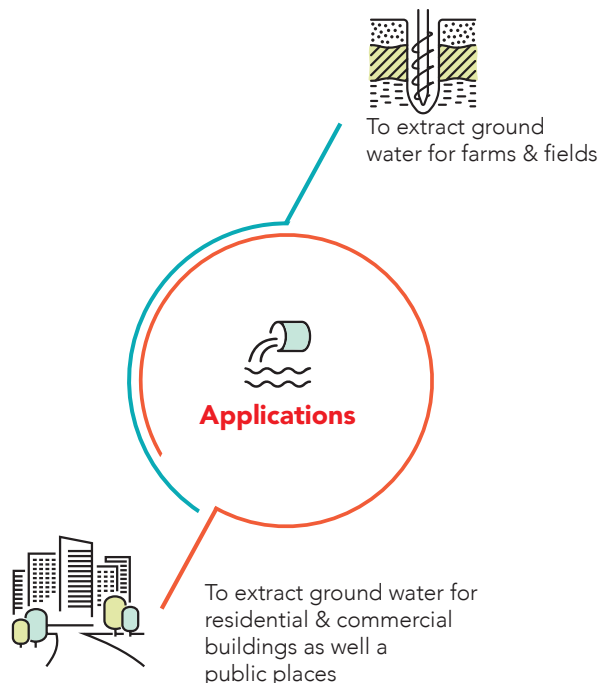 To extract ground
water for farms & fields
Applications
To extract ground water for
residential & commercial
buildings as well a
public places